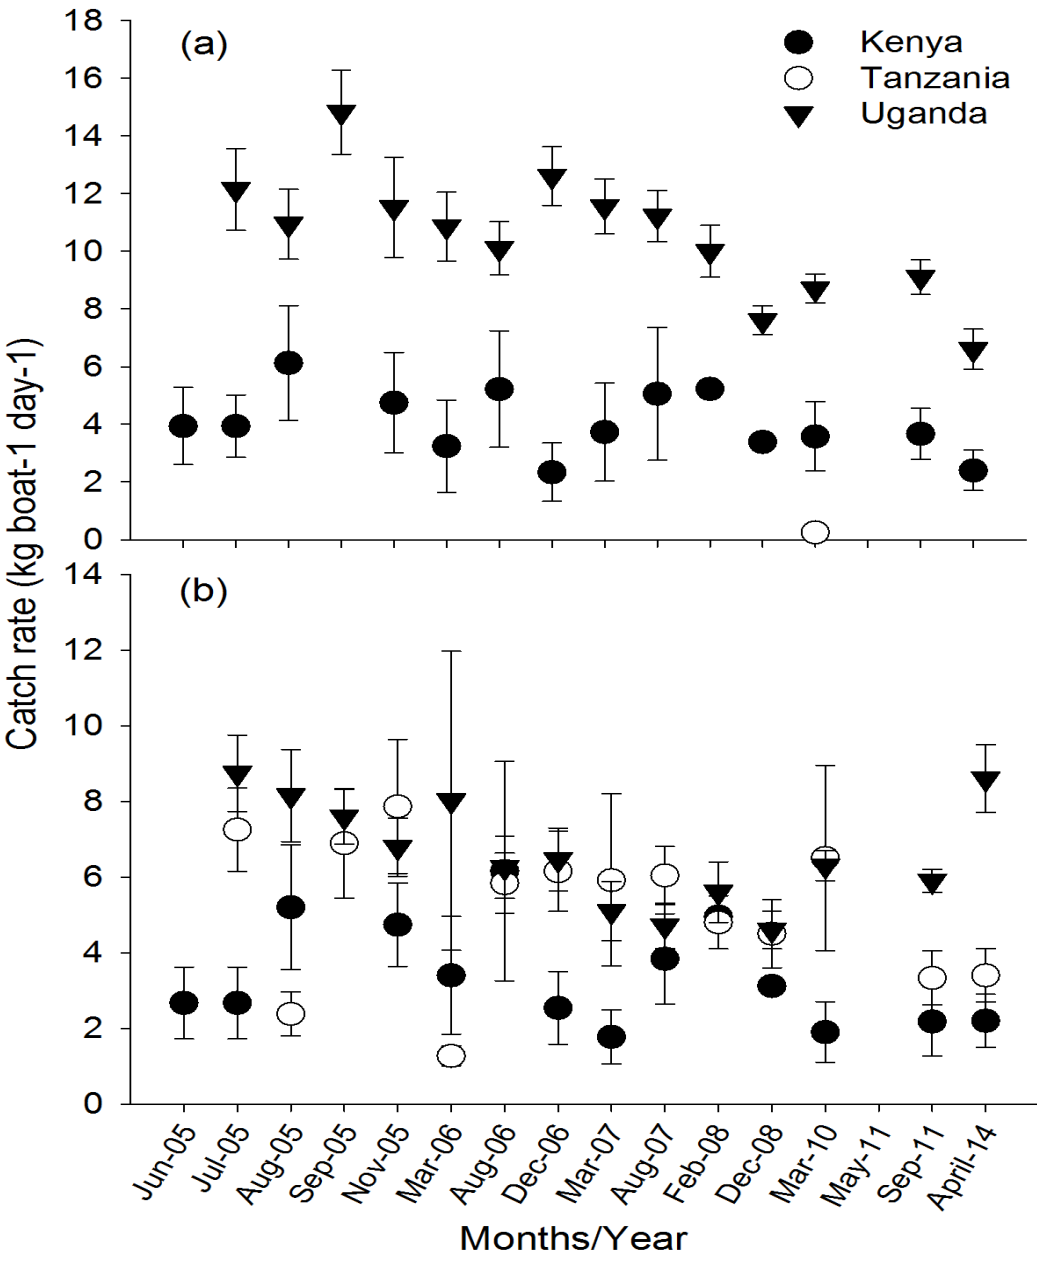 18
(a)
Kenya
16
Tanzania
Uganda
14
12
10
8
6
4
2
0
Catch rate (kg boat-1 day-1)
14
(b)
12
10
8
6
4
2
0
Jun-05
Jul-05
Aug-05
Sep-05
Nov-05
Mar-06
Aug-06
Dec-06
Mar-07
Aug-07
Feb-08
Dec-08
Mar-10
May-11
Sep-11
April-14
Months/Year